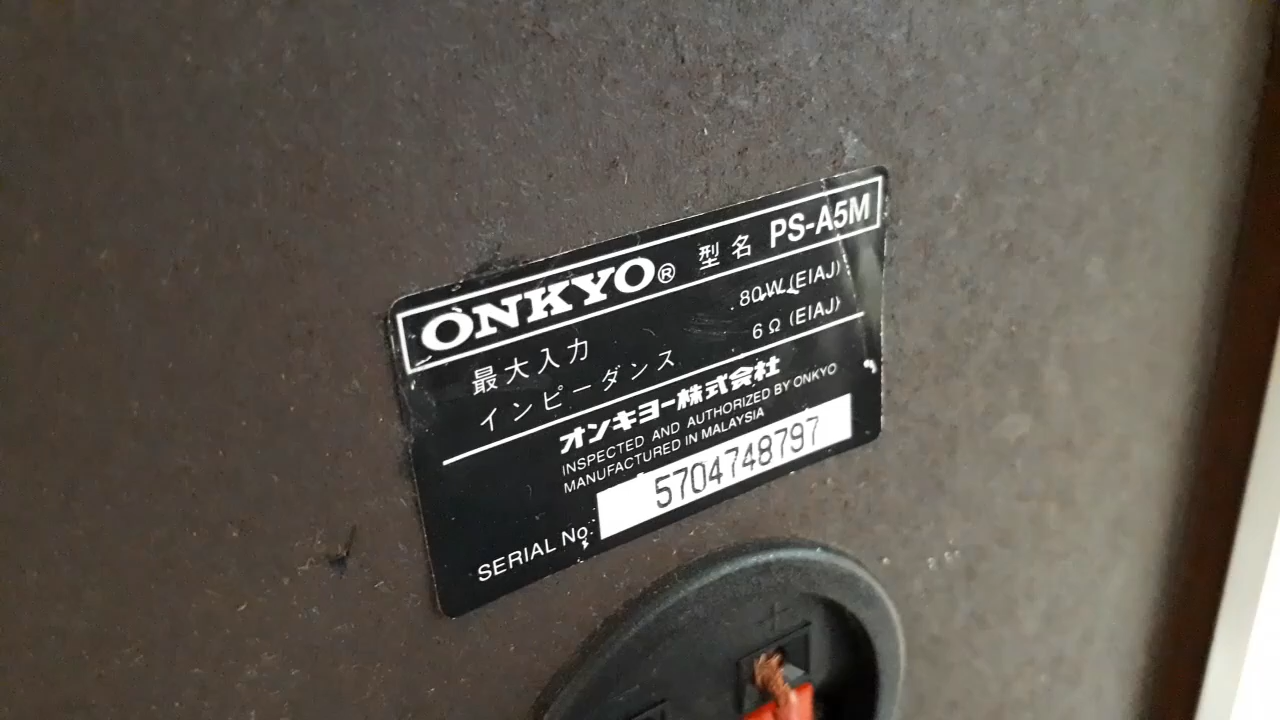 ONKYO® 型名 PS-A5M
最大入力 80W (EIAJ)
インピーダンス 6Ω (EIAJ)
オンキヨー株式会社
INSPECTED AND AUTHORIZED BY ONKYO
MANUFACTURED IN MALAYSIA
SERIAL No. 5704748797
+